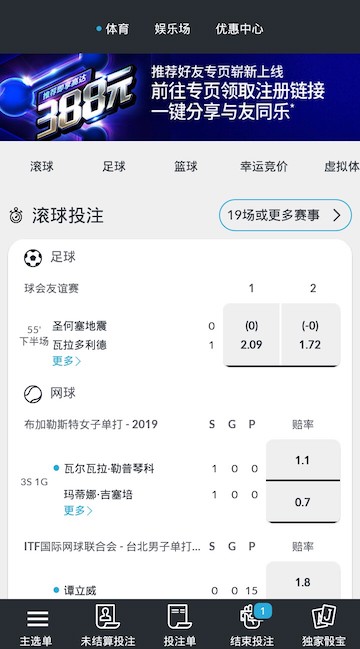 体育 娱乐场 优惠中心
推荐即享高达
388元
推荐好友专页崭新上线
前往专页领取注册链接
一键分享与友同乐*
滚球 足球 篮球 幸运竞价 虚拟体
滚球投注
19场或更多赛事
足球
球会友谊赛 1 2
55' 下半场
圣何塞地震 0 (0) (-0)
瓦拉多利德 1 2.09 1.72
更多
网球
布加勒斯特女子单打 - 2019 S G P 赔率
3S 1G
瓦尔瓦拉·勒普琴科 1 0 0 1.1
玛蒂娜·吉塞培 1 0 0 0.7
更多
ITF国际网球联合会 - 台北男子单打... S G P 赔率
谭立威 0 0 15 1.8
1
主选单 未结算投注 投注单 结束投注 独家骰宝